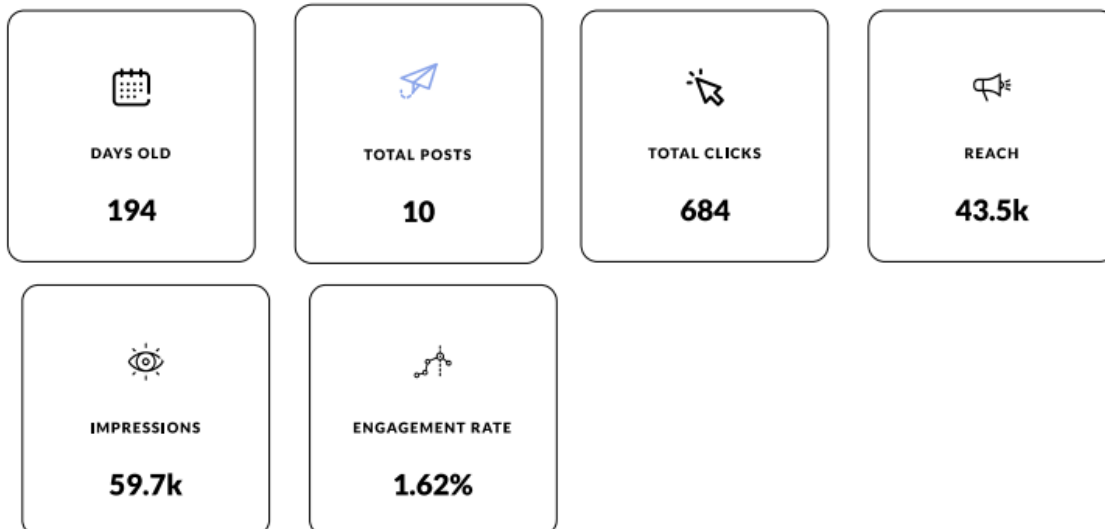 DAYS OLD
194
TOTAL POSTS
10
TOTAL CLICKS
684
REACH
43.5k
IMPRESSIONS
59.7k
ENGAGEMENT RATE
1.62%